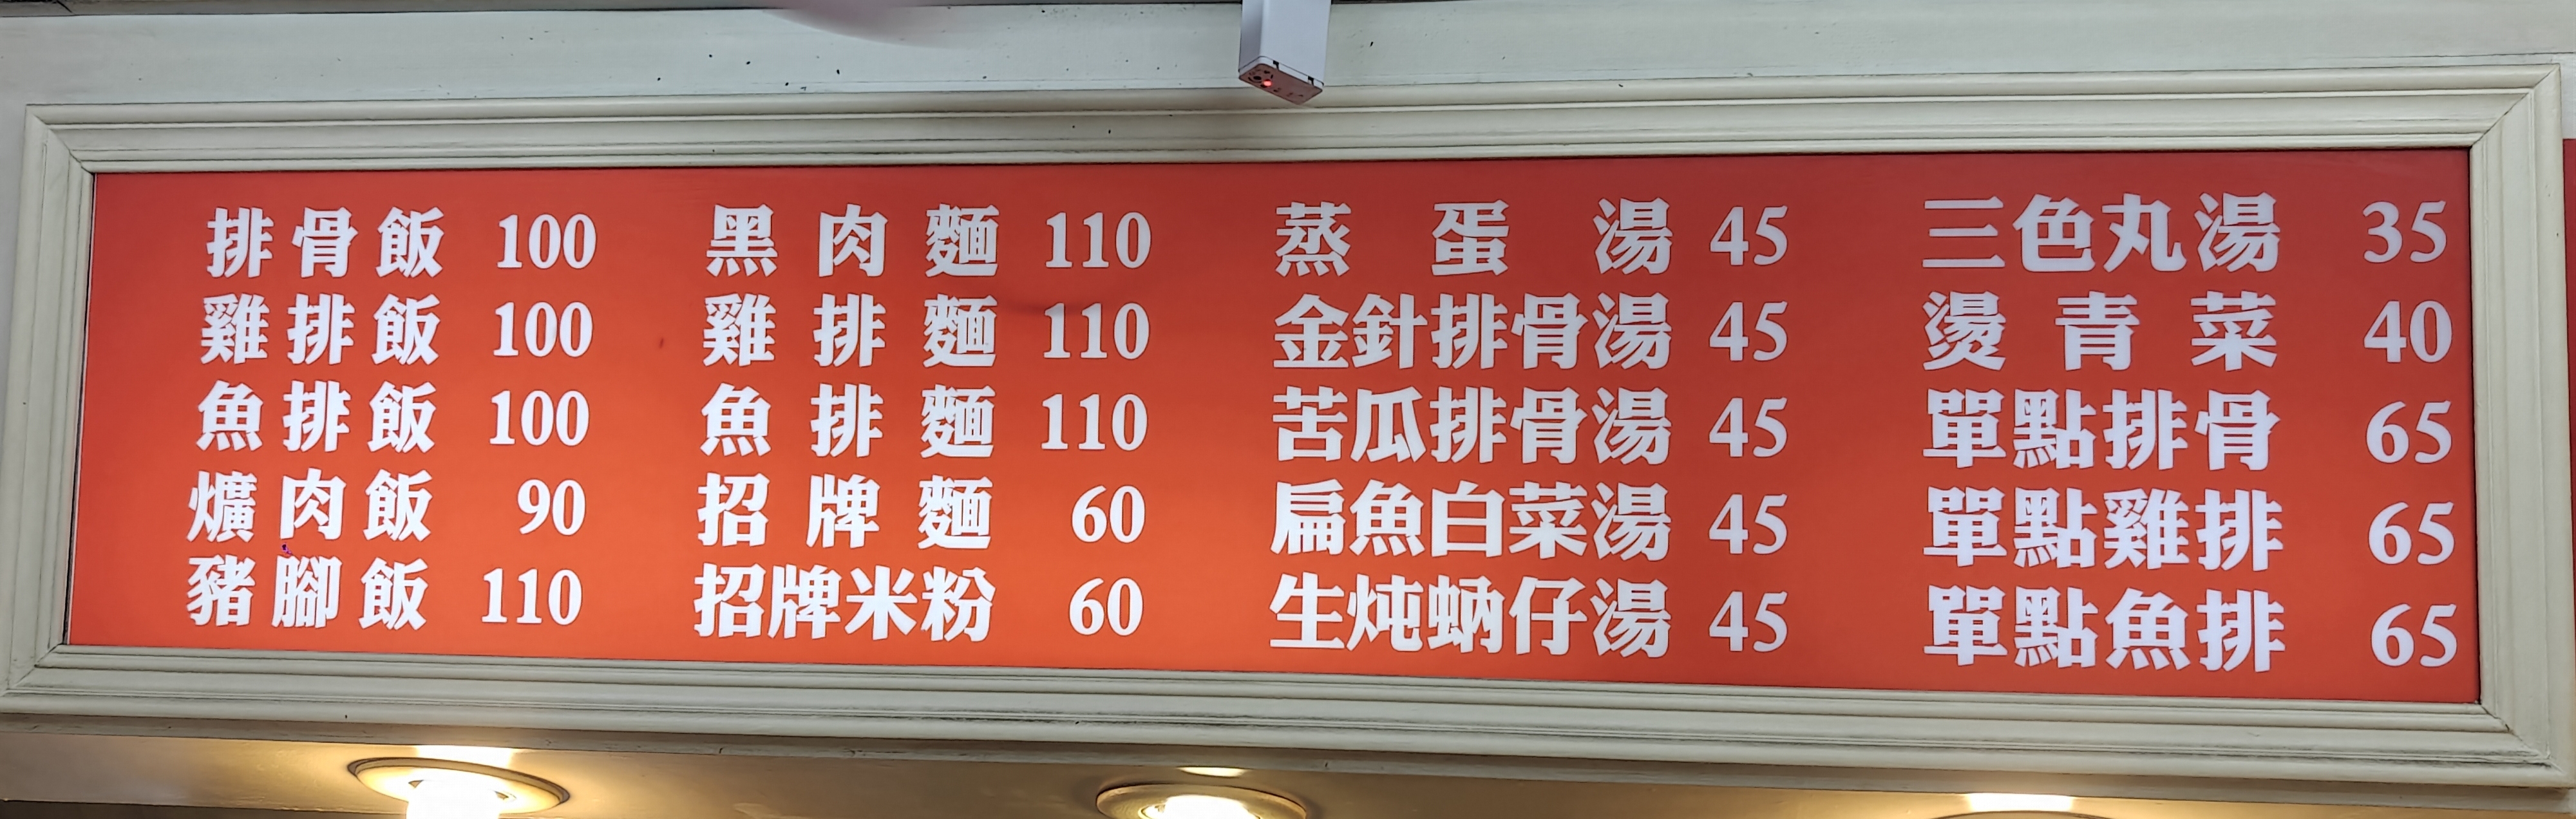 排骨飯 100
雞排飯 100
魚排飯 100
爌肉飯 90
豬腳飯 110
黑肉麵 110
雞排麵 110
魚排麵 110
招牌麵 60
招牌米粉 60
蒸蛋湯 45
金針排骨湯 45
苦瓜排骨湯 45
扁魚白菜湯 45
生炖蚋仔湯 45
三色丸湯 35
燙青菜 40
單點排骨 65
單點雞排 65
單點魚排 65